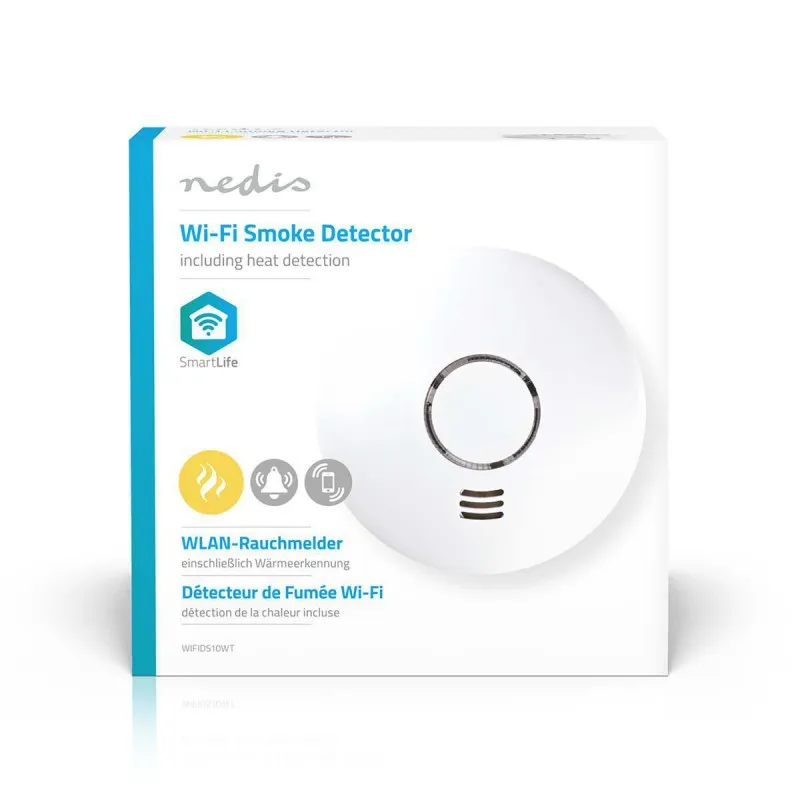 nedis
Wi-Fi Smoke Detector
including heat detection
SmartLife
WLAN-Rauchmelder
einschließlich Wärmeerkennung
Détecteur de Fumée Wi-Fi
détection de la chaleur incluse
WIFIDS10WT